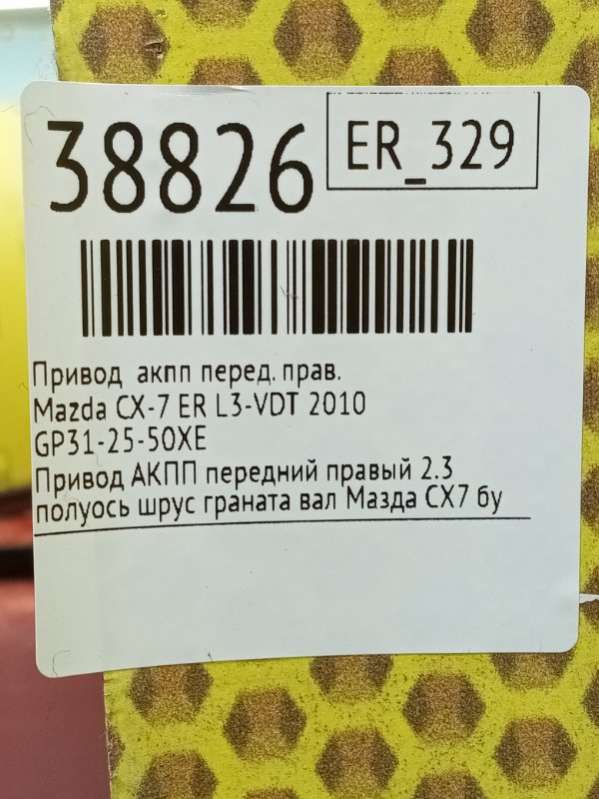 38826
ER_329
Привод акпп перед. прав.
Mazda CX-7 ER L3-VDT 2010
GP31-25-50XE
Привод АКПП передний правый 2.3
полуось шрус граната вал Мазда СХ7 бу